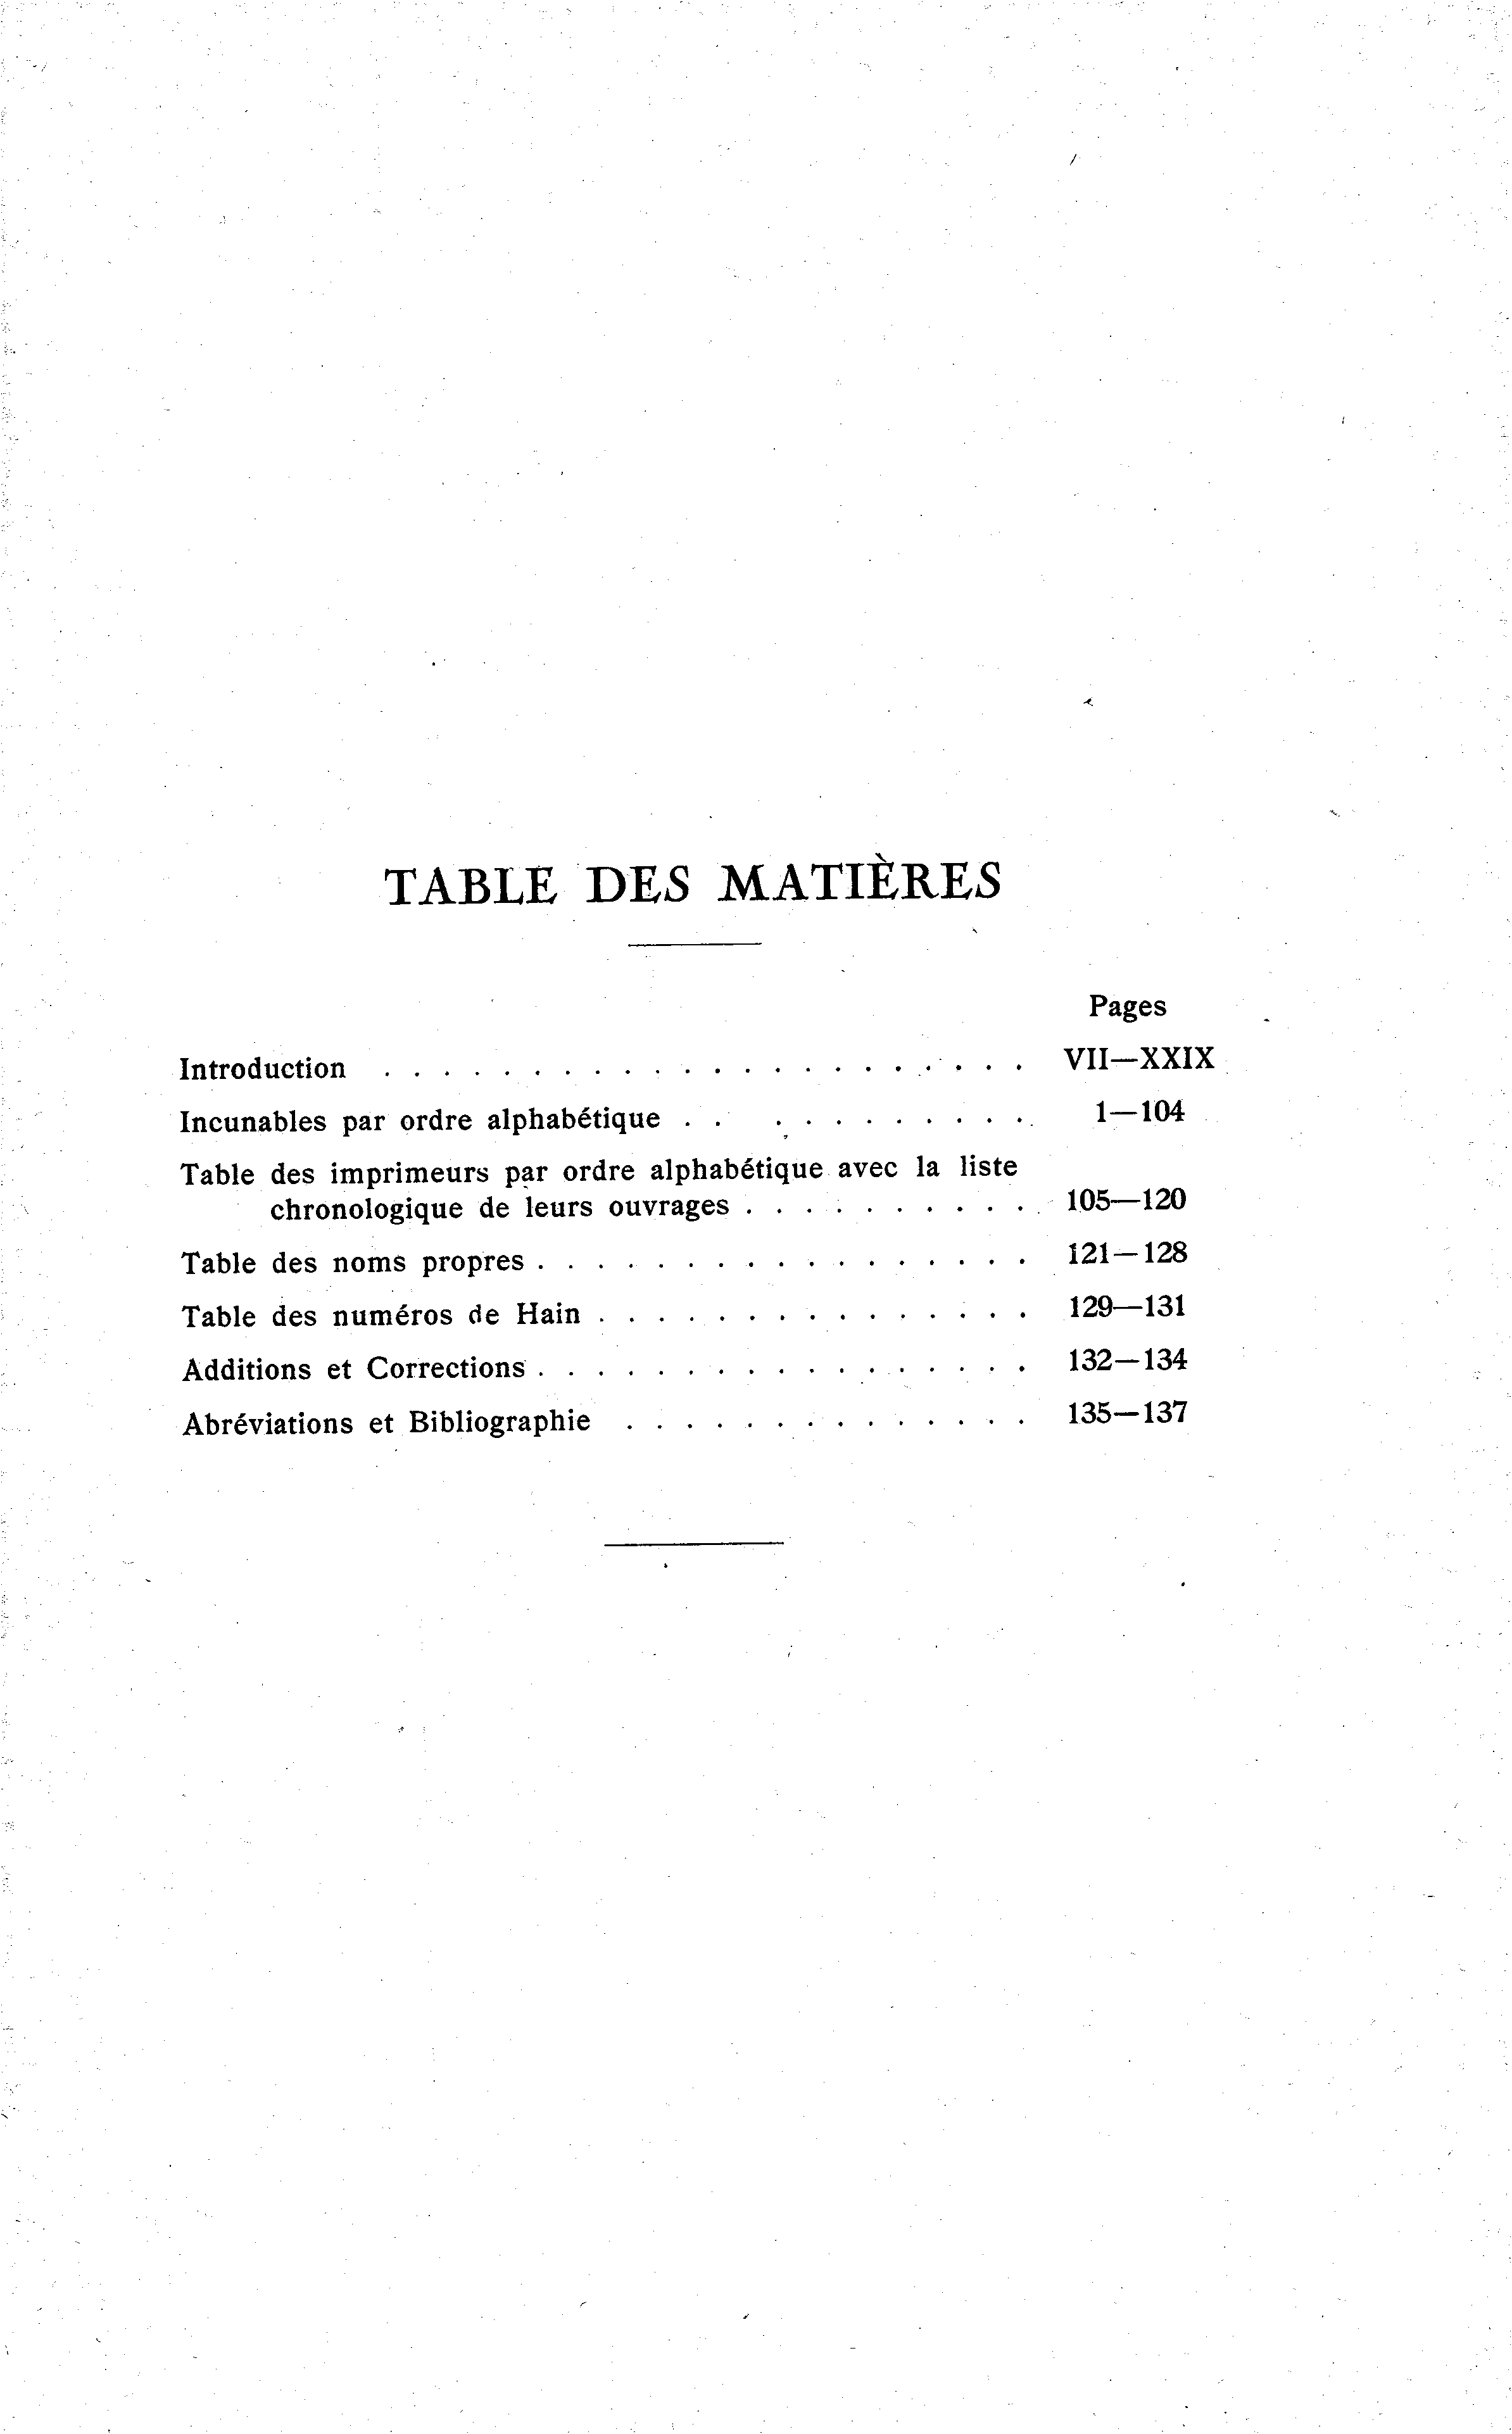 TABLE DES MATIÈRES
Pages
Introduction . . . . . . . . . . . . . . . . . . . . . . VII—XXIX
Incunables par ordre alphabétique . . . . . . . . . . . 1—104
Table des imprimeurs par ordre alphabétique avec la liste
chronologique de leurs ouvrages . . . . . . . . . . 105—120
Table des noms propres . . . . . . . . . . . . . . . . . 121—128
Table des numéros de Hain . . . . . . . . . . . . . . . 129—131
Additions et Corrections . . . . . . . . . . . . . . . . . 132—134
Abréviations et Bibliographie . . . . . . . . . . . . . . 135—137